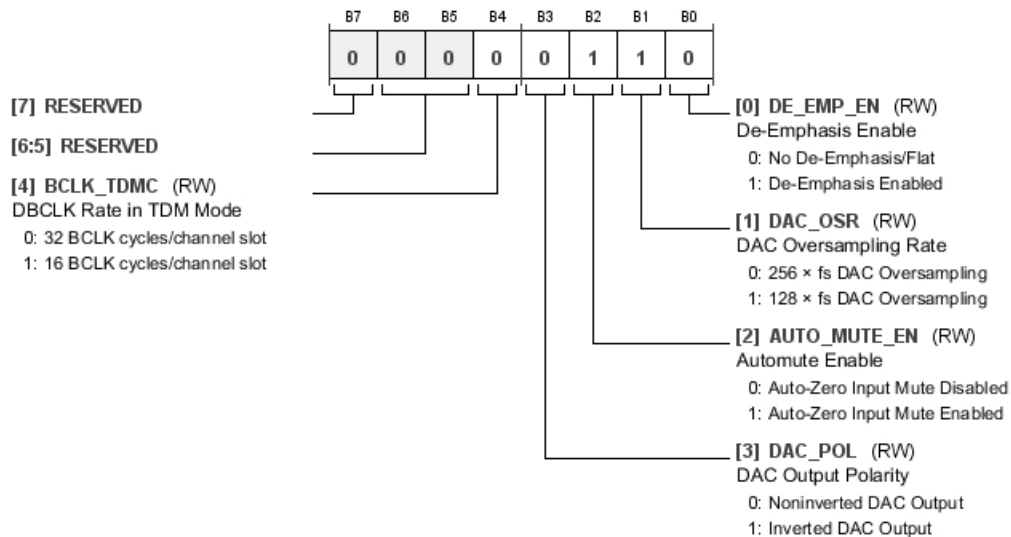 B7 B6 B5 B4 B3 B2 B1 B0
0 0 0 0 0 1 1 0
[7] RESERVED
[6:5] RESERVED
[4] BCLK_TDMC (RW)
DBCLK Rate in TDM Mode
0: 32 BCLK cycles/channel slot
1: 16 BCLK cycles/channel slot
[0] DE_EMP_EN (RW)
De-Emphasis Enable
0: No De-Emphasis/Flat
1: De-Emphasis Enabled
[1] DAC_OSR (RW)
DAC Oversampling Rate
0: 256 × fs DAC Oversampling
1: 128 × fs DAC Oversampling
[2] AUTO_MUTE_EN (RW)
Automute Enable
0: Auto-Zero Input Mute Disabled
1: Auto-Zero Input Mute Enabled
[3] DAC_POL (RW)
DAC Output Polarity
0: Noninverted DAC Output
1: Inverted DAC Output